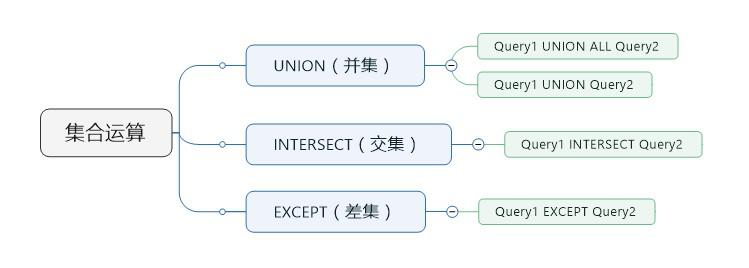 集合运算
UNION（并集）
Query1 UNION ALL Query2
Query1 UNION Query2
INTERSECT（交集）
Query1 INTERSECT Query2
EXCEPT（差集）
Query1 EXCEPT Query2